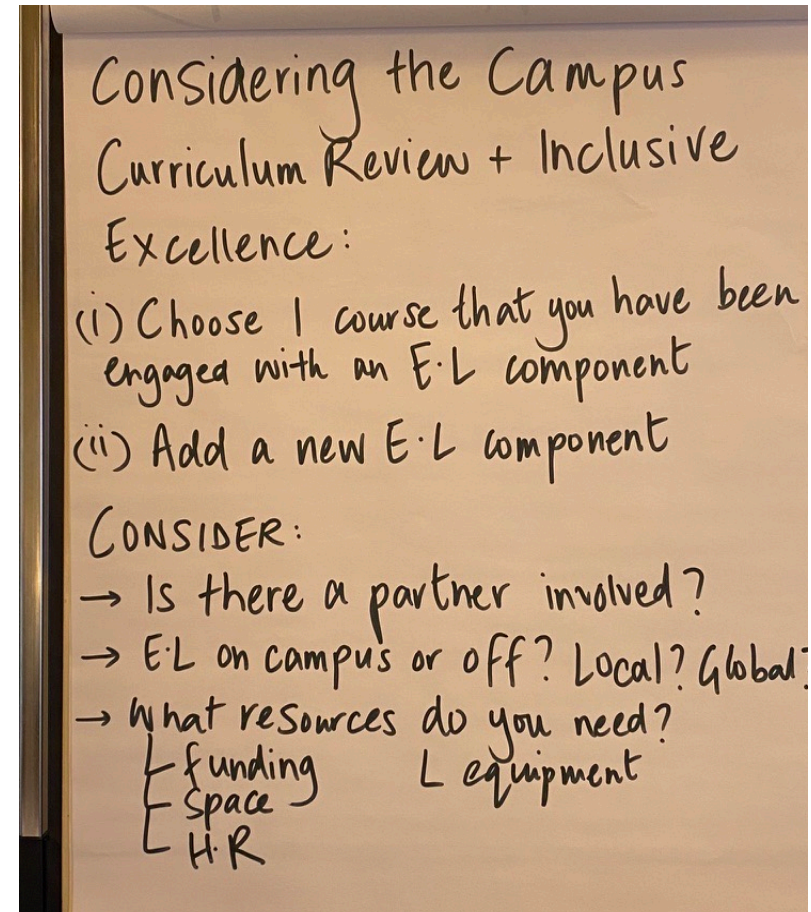 Considering the Campus
Curriculum Review + Inclusive
Excellence:
(i) Choose 1 course that you have been
engaged with an E.L component
(ii) Add a new E.L component
CONSIDER:
→ Is there a partner involved?
→ E.L on campus or off? Local? Global?
→ What resources do you need?
funding L equipment
Space
H.R